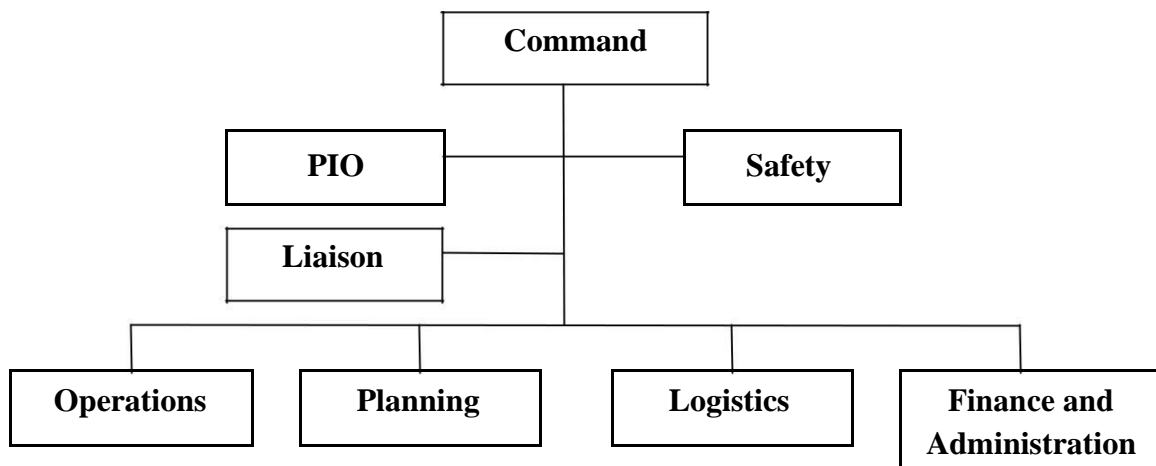 Command
PIO
Safety
Liaison
Operations
Planning
Logistics
Finance and
Administration